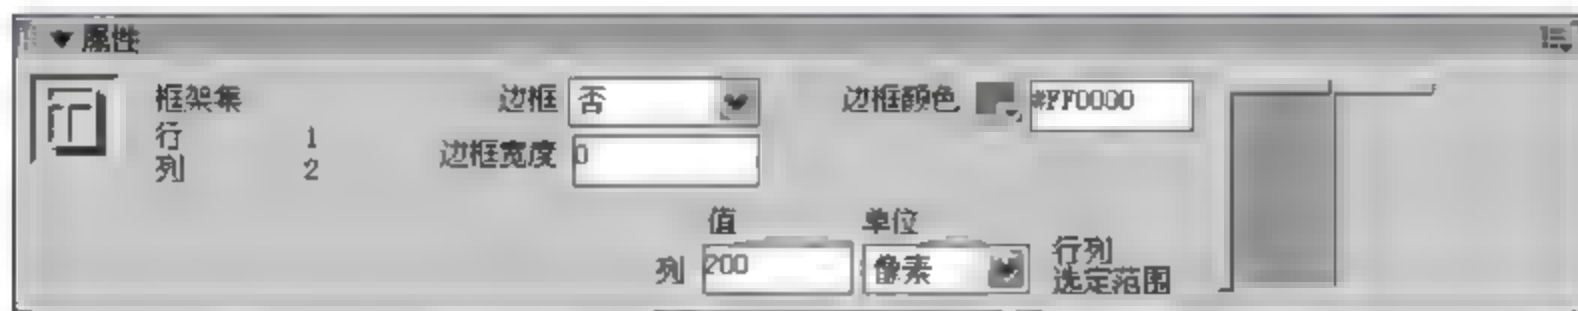 属性
框架集 边框 否 边框颜色 #FF0000
行 1
列 2 边框宽度 0
值 单位
列 200 像素 行列
选定范围